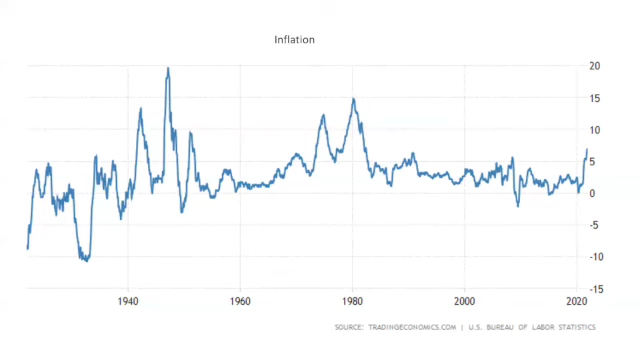 Inflation
20
15
10
5
0
-5
-10
-15
1940 1960 1980 2000 2020
SOURCE: TRADINGECONOMICS.COM | U.S. BUREAU OF LABOR STATISTICS